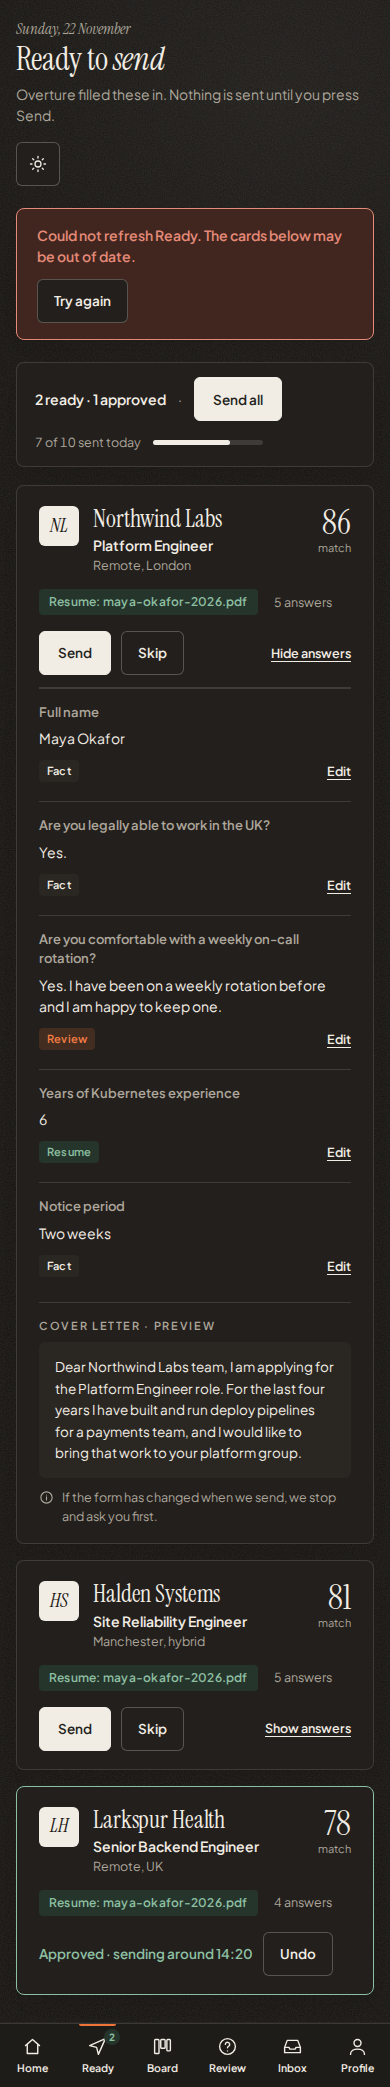 Sunday, 22 November
Ready to send
Overture filled these in. Nothing is sent until you press
Send.
Could not refresh Ready. The cards below may
be out of date.
Try again
2 ready · 1 approved · Send all
7 of 10 sent today
NL Northwind Labs 86
Platform Engineer match
Remote, London
Resume: maya-okafor-2026.pdf 5 answers
Send Skip Hide answers
Full name
Maya Okafor
Fact Edit
Are you legally able to work in the UK?
Yes.
Fact Edit
Are you comfortable with a weekly on-call
rotation?
Yes. I have been on a weekly rotation before
and I am happy to keep one.
Review Edit
Years of Kubernetes experience
6
Resume Edit
Notice period
Two weeks
Fact Edit
COVER LETTER · PREVIEW
Dear Northwind Labs team, I am applying for
the Platform Engineer role. For the last four
years I have built and run deploy pipelines
for a payments team, and I would like to
bring that work to your platform group.
If the form has changed when we send, we stop
and ask you first.
HS Halden Systems 81
Site Reliability Engineer match
Manchester, hybrid
Resume: maya-okafor-2026.pdf 5 answers
Send Skip Show answers
LH Larkspur Health 78
Senior Backend Engineer match
Remote, UK
Resume: maya-okafor-2026.pdf 4 answers
Approved · sending around 14:20 Undo
2
Home Ready Board Review Inbox Profile